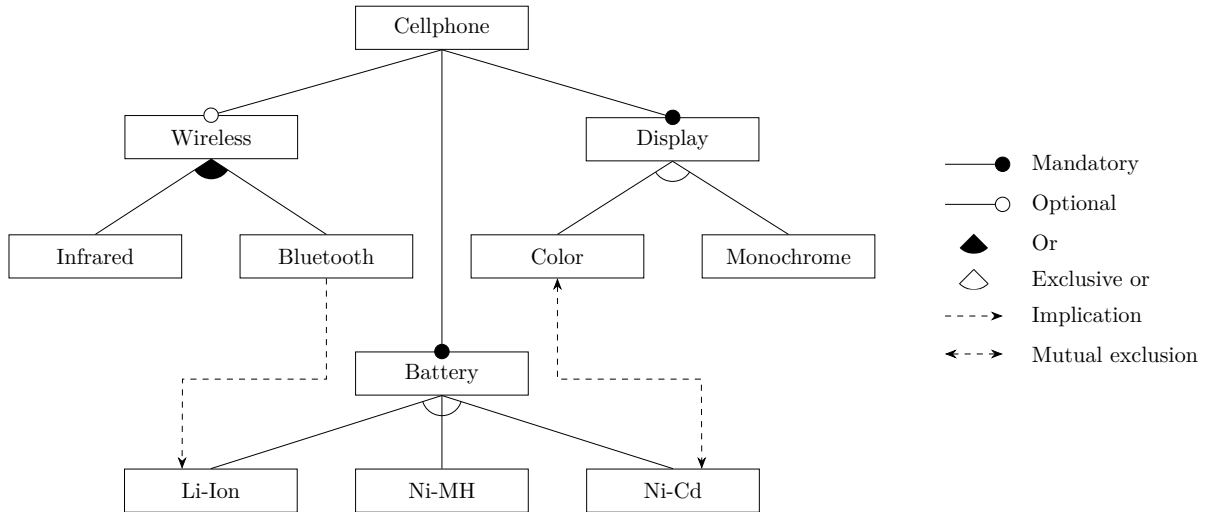 Cellphone
Wireless
Display
Infrared
Bluetooth
Color
Monochrome
Battery
Li-Ion
Ni-MH
Ni-Cd
Mandatory
Optional
Or
Exclusive or
Implication
Mutual exclusion